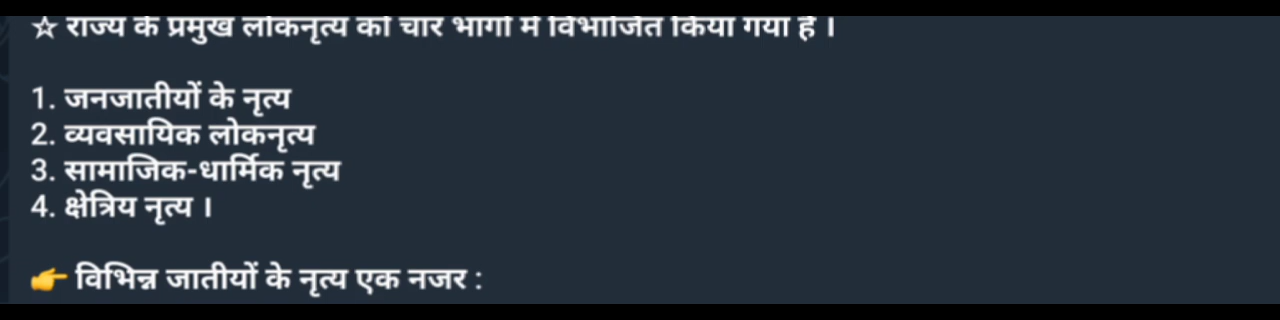 ☆ राज्य के प्रमुख लोकनृत्य को चार भागों में विभाजित किया गया है ।
1. जनजातीयों के नृत्य
2. व्यवसायिक लोकनृत्य
3. सामाजिक-धार्मिक नृत्य
4. क्षेत्रिय नृत्य ।
👉 विभिन्न जातीयों के नृत्य एक नजर :